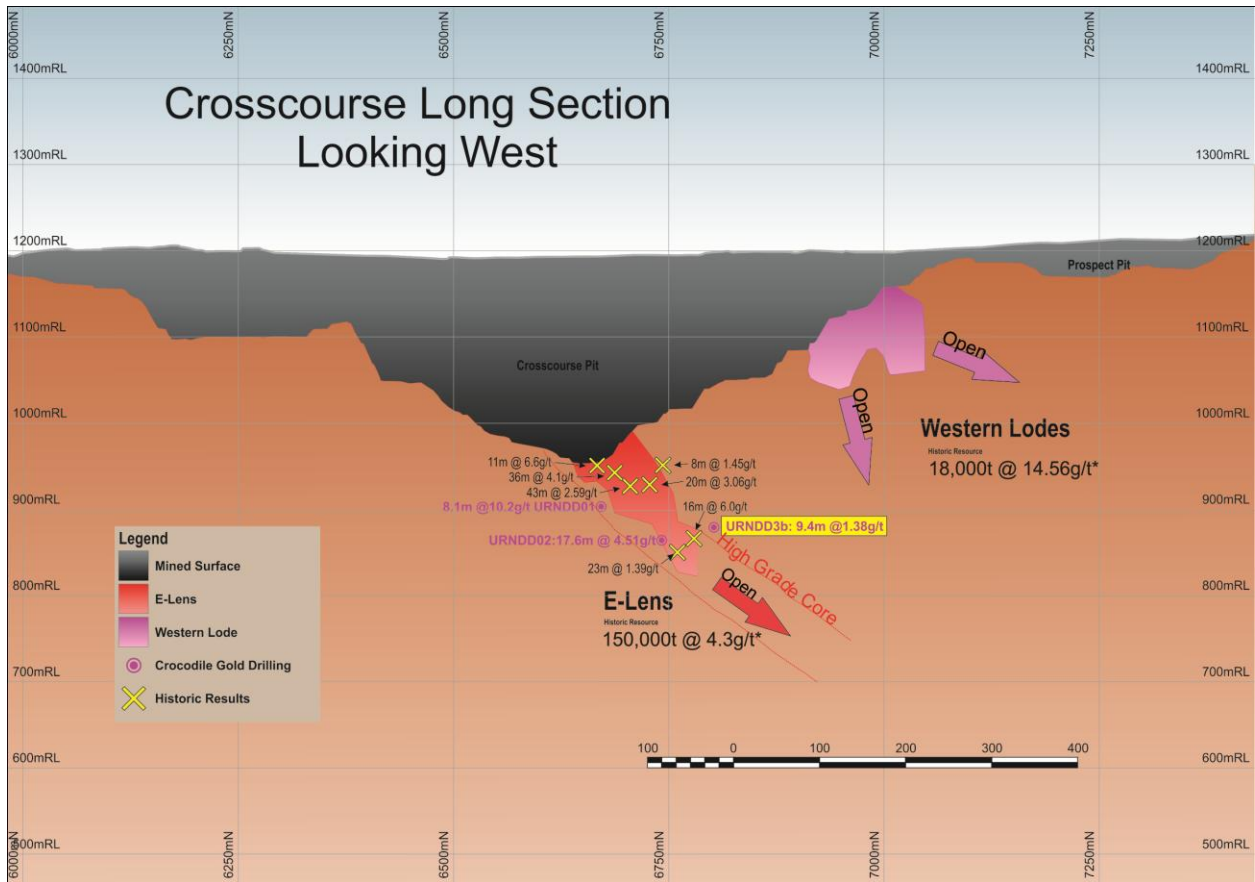 6000mN
6250mN
6500mN
6750mN
7000mN
7250mN
1400mRL
1400mRL
Crosscourse Long Section
Looking West
1300mRL
1300mRL
1200mRL
1200mRL
Prospect Pit
1100mRL
1100mRL
Open
Crosscourse Pit
Open
1000mRL
1000mRL
Western Lodes
Historic Resource
18,000t @ 14.56g/t*
11m @ 6.6g/t
8m @ 1.45g/t
36m @ 4.1g/t
20m @ 3.06g/t
43m @ 2.59g/t
900mRL
900mRL
8.1m @10.2g/t URNDD01
16m @ 6.0g/t
URNDD3b: 9.4m @1.38g/t
URNDD02:17.6m @ 4.51g/t
High Grade Core
23m @ 1.39g/t
Open
800mRL
800mRL
E-Lens
Historic Resource
150,000t @ 4.3g/t*
Legend
Mined Surface
E-Lens
Western Lode
Crocodile Gold Drilling
Historic Results
700mRL
700mRL
100 0 100 200 300 400
600mRL
600mRL
500mRL
500mRL
6000mN
6250mN
6500mN
6750mN
7000mN
7250mN